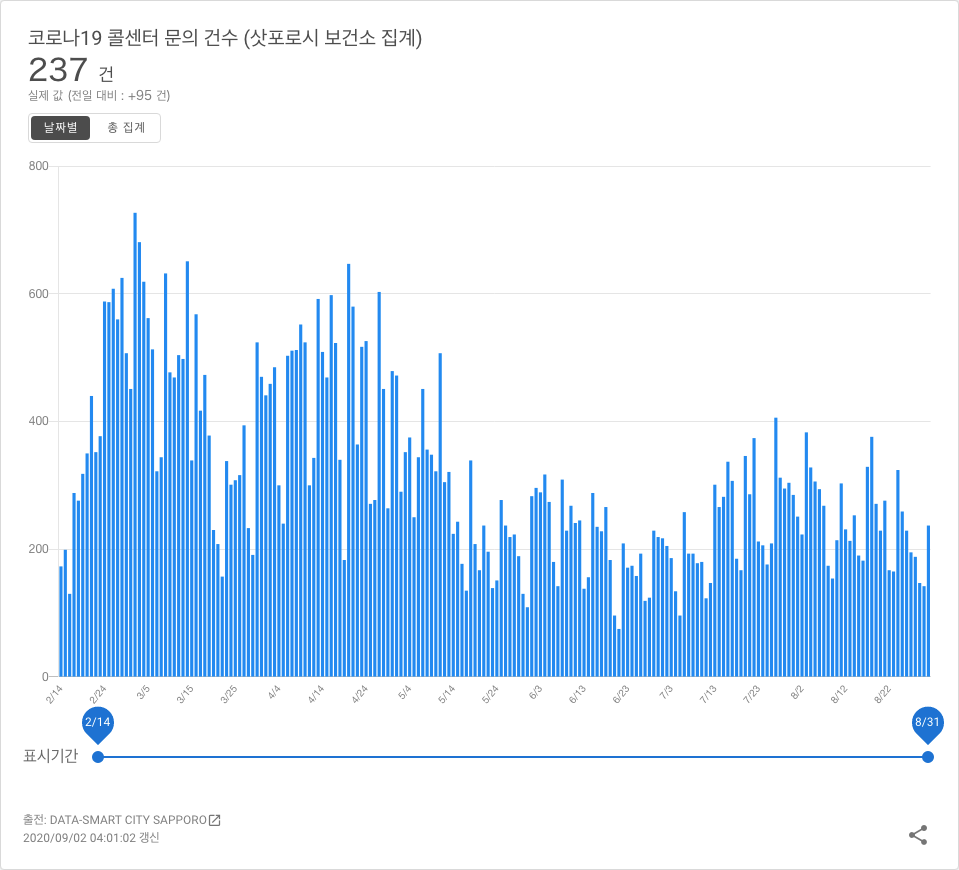 코로나19 콜센터 문의 건수 (삿포로시 보건소 집계)
237 건
실제 값 (전일 대비 : +95 건)
날짜별 총 집계
800
600
400
200
0
2/14 2/24 3/5 3/15 3/25 4/4 4/14 4/24 5/4 5/14 5/24 6/3 6/13 6/23 7/3 7/13 7/23 8/2 8/12 8/22
2/14 8/31
표시기간
출전: DATA-SMART CITY SAPPORO
2020/09/02 04:01:02 갱신